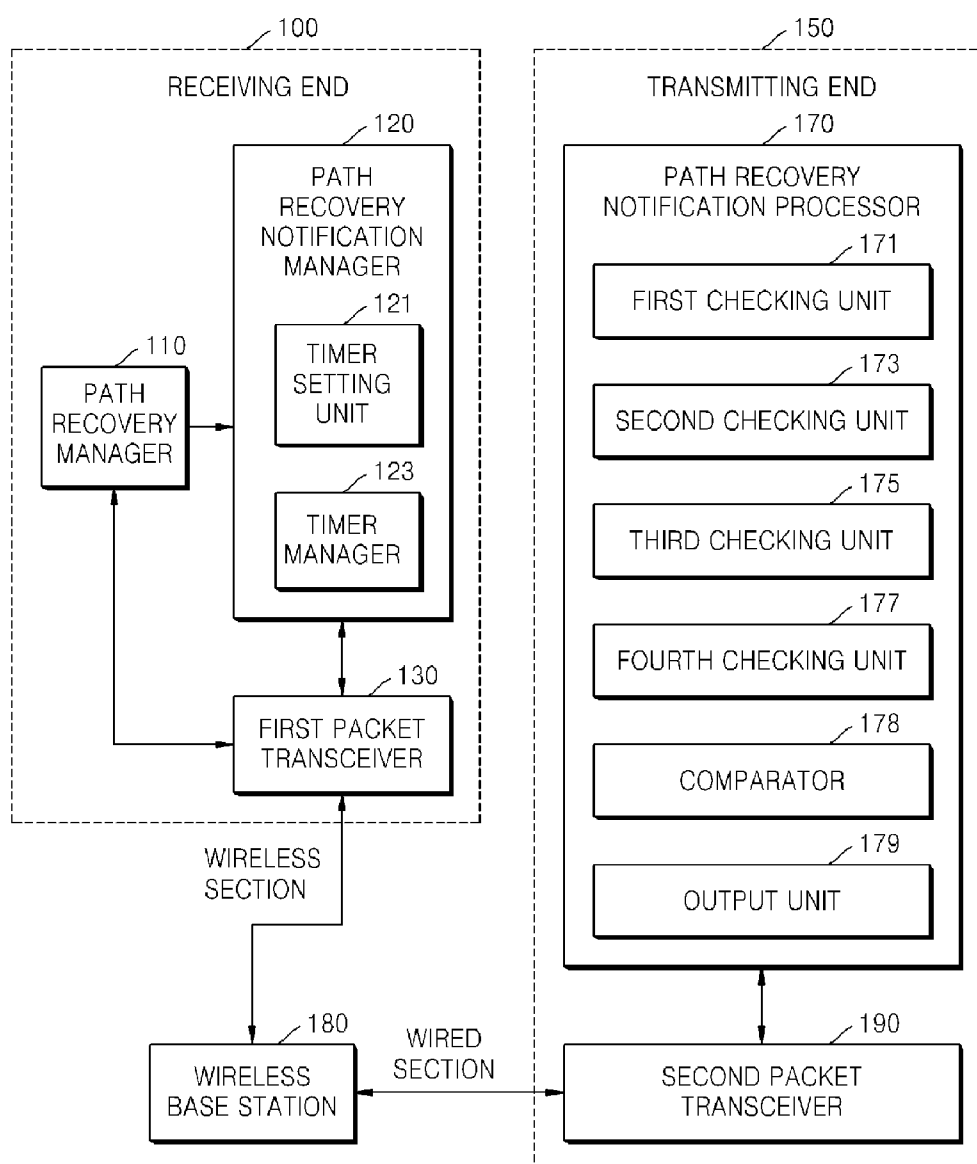 100
RECEIVING END
120
PATH
RECOVERY
NOTIFICATION
MANAGER
121
TIMER
SETTING
UNIT
110
PATH
RECOVERY
MANAGER
123
TIMER
MANAGER
130
FIRST PACKET
TRANSCEIVER
WIRELESS
SECTION
180
WIRELESS
BASE STATION
WIRED
SECTION
150
TRANSMITTING END
170
PATH RECOVERY
NOTIFICATION PROCESSOR
171
FIRST CHECKING UNIT
173
SECOND CHECKING UNIT
175
THIRD CHECKING UNIT
177
FOURTH CHECKING UNIT
178
COMPARATOR
179
OUTPUT UNIT
190
SECOND PACKET
TRANSCEIVER